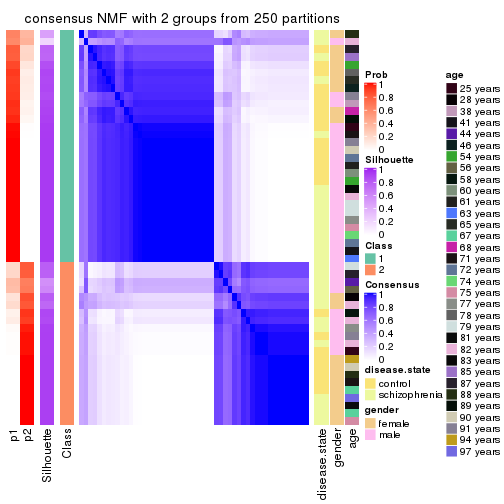 consensus NMF with 2 groups from 250 partitions
Prob
1
0.8
0.6
0.4
0.2
0
Silhouette
1
0.8
0.6
0.4
0.2
0
Class
1
2
Consensus
1
0.8
0.6
0.4
0.2
0
disease.state
control
schizophrenia
gender
female
male
age
25 years
28 years
38 years
41 years
44 years
46 years
54 years
56 years
58 years
60 years
61 years
63 years
65 years
67 years
68 years
71 years
72 years
74 years
75 years
77 years
78 years
79 years
81 years
82 years
83 years
85 years
87 years
88 years
89 years
90 years
91 years
94 years
97 years
p1
p2
Silhouette
Class
disease.state
gender
age